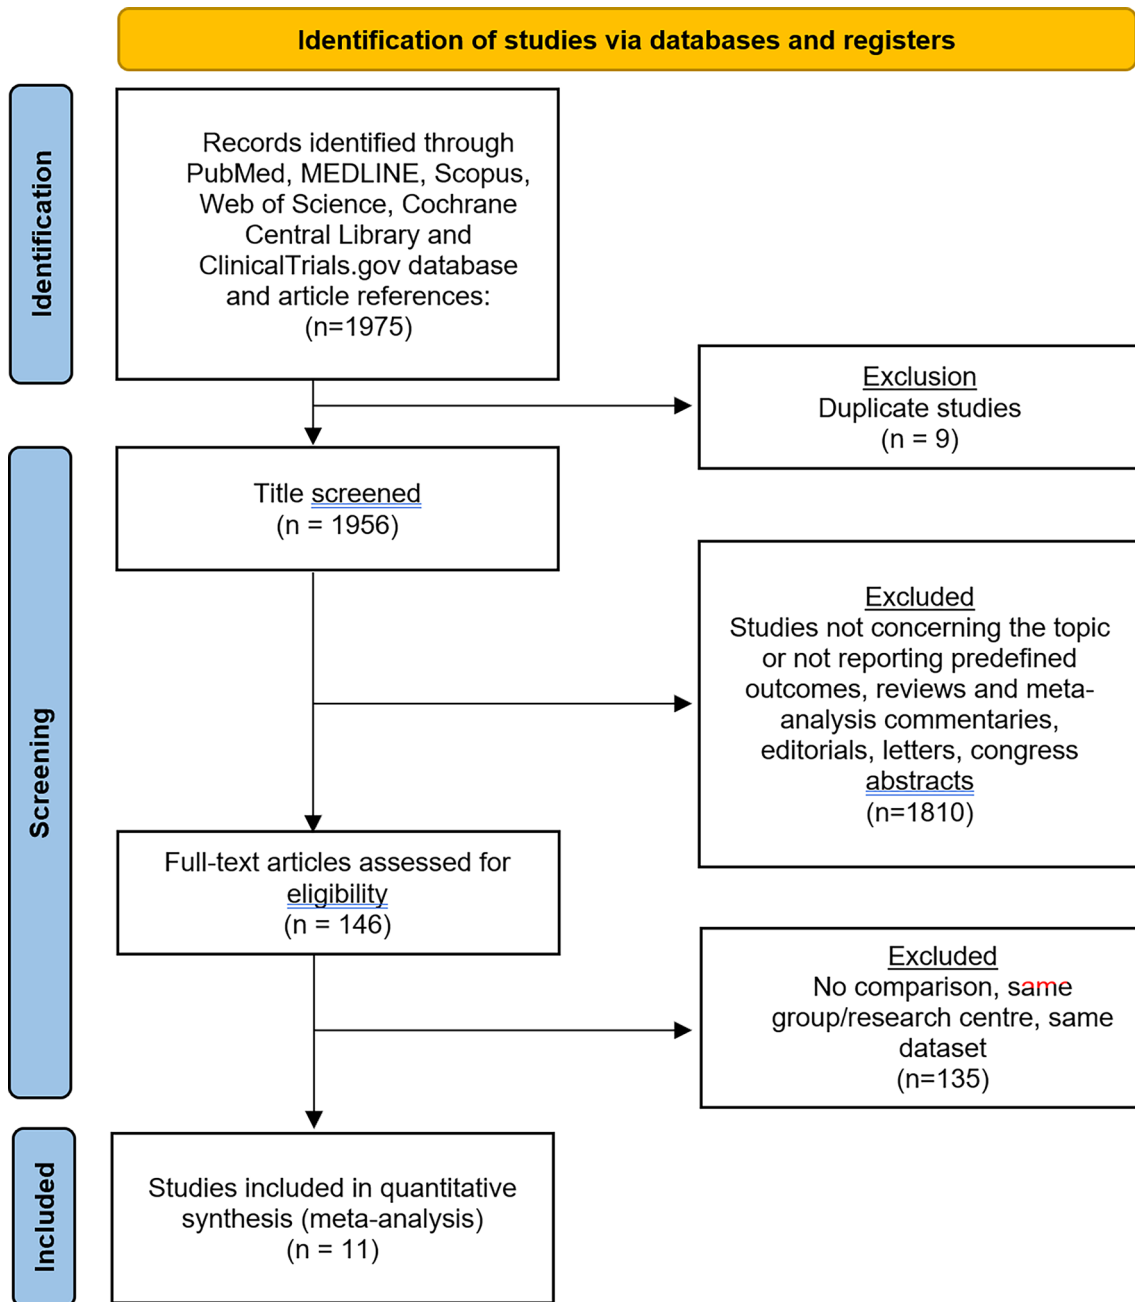 Identification of studies via databases and registers
Identification
Records identified through
PubMed, MEDLINE, Scopus,
Web of Science, Cochrane
Central Library and
ClinicalTrials.gov database
and article references:
(n=1975)
Exclusion
Duplicate studies
(n = 9)
Screening
Title screened
(n = 1956)
Excluded
Studies not concerning the topic
or not reporting predefined
outcomes, reviews and meta-
analysis commentaries,
editorials, letters, congress
abstracts
(n=1810)
Full-text articles assessed for
eligibility
(n = 146)
Excluded
No comparison, same
group/research centre, same
dataset
(n=135)
Included
Studies included in quantitative
synthesis (meta-analysis)
(n = 11)